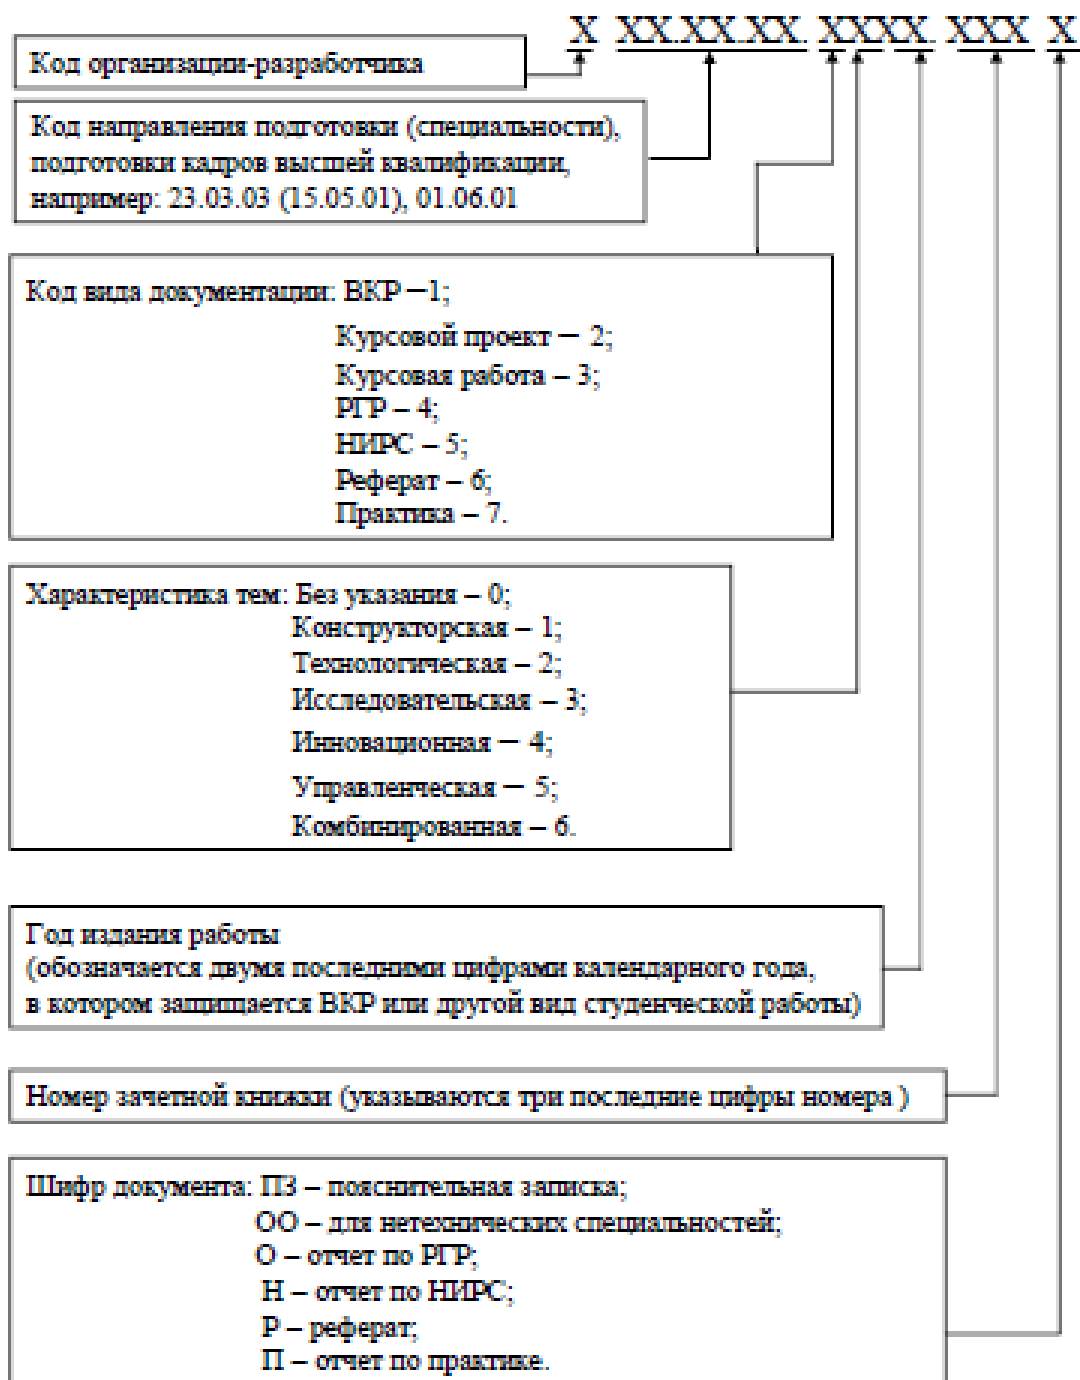 X XX.XX.XX. XXXX. XXX X
Код организации-разработчика
Код направления подготовки (специальности),
подготовки кадров высшей квалификации,
например: 23.03.03 (15.05.01), 01.06.01
Код вида документации: ВКР —1;
Курсовой проект — 2;
Курсовая работа – 3;
РГР – 4;
НИРС – 5;
Реферат – 6;
Практика – 7.
Характеристика тем: Без указания – 0;
Конструкторская – 1;
Технологическая – 2;
Исследовательская – 3;
Инновационная — 4;
Управленческая — 5;
Комбинированная – 6.
Год издания работы
(обозначается двумя последними цифрами календарного года,
в котором защищается ВКР или другой вид студенческой работы)
Номер зачетной книжки (указываются три последние цифры номера )
Шифр документа: ПЗ – пояснительная записка;
ОО – для нетехнических специальностей;
О – отчет по РГР;
Н – отчет по НИРС;
Р – реферат;
П – отчет по практике.